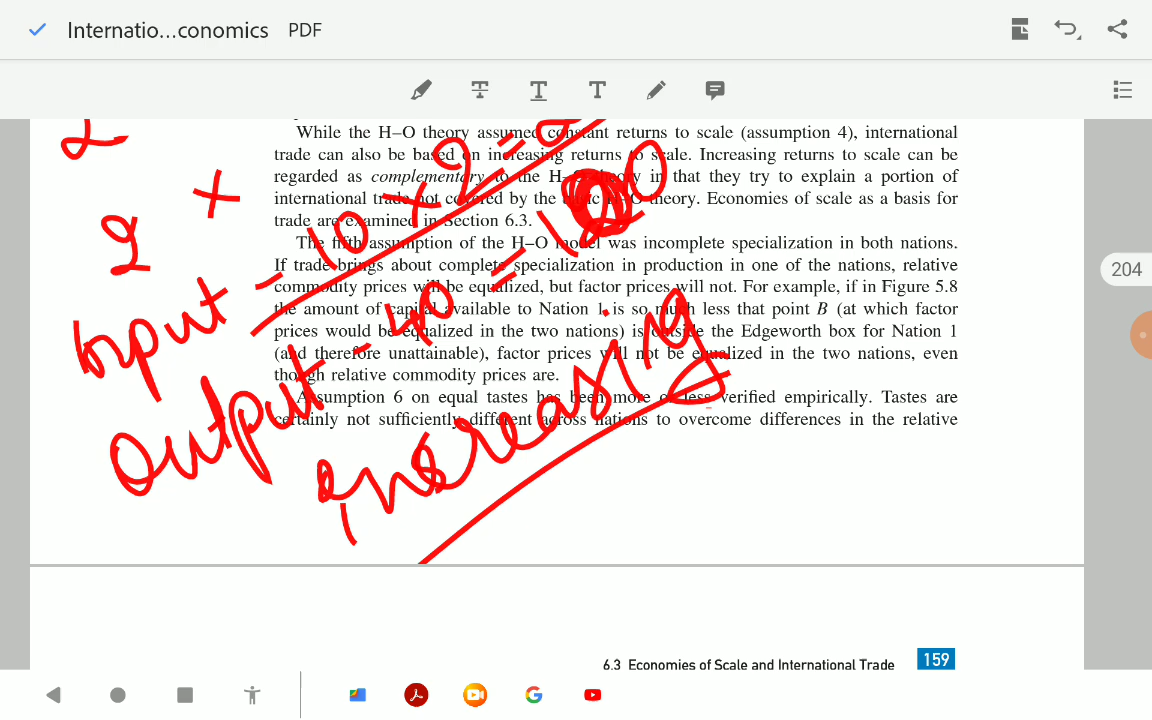 Internatio...conomics PDF
While the H–O theory assumed constant returns to scale (assumption 4), international
trade can also be based on increasing returns to scale. Increasing returns to scale can be
regarded as complementary to the H–O theory in that they try to explain a portion of
international trade not covered by the basic H–O theory. Economies of scale as a basis for
trade are examined in Section 6.3.
The fifth assumption of the H–O model was incomplete specialization in both nations.
If trade brings about complete specialization in production in one of the nations, relative
commodity prices will be equalized, but factor prices will not. For example, if in Figure 5.8
the amount of capital available to Nation 1 is so much less that point B (at which factor
prices would be equalized in the two nations) is outside the Edgeworth box for Nation 1
(and therefore unattainable), factor prices will not be equalized in the two nations, even
though relative commodity prices are.
Assumption 6 on equal tastes has been more or less verified empirically. Tastes are
certainly not sufficiently different across nations to overcome differences in the relative
2 x
Input - 10 x 2 =
Output - 40 =
Increasing
204
6.3 Economies of Scale and International Trade 159